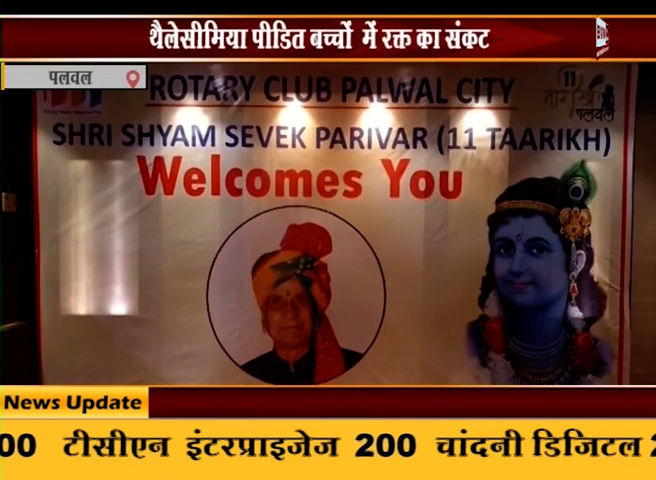 थैलेसीमिया पीड़ित बच्चों में रक्त का संकट
पलवल
ROTARY CLUB PALWAL CITY
11
पलवल
SHRI SHYAM SEVEK PARIVAR (11 TAARIKH)
Welcomes You
News Update
00 टीसीएन इंटरप्राइजेज 200 चांदनी डिजिटल 2